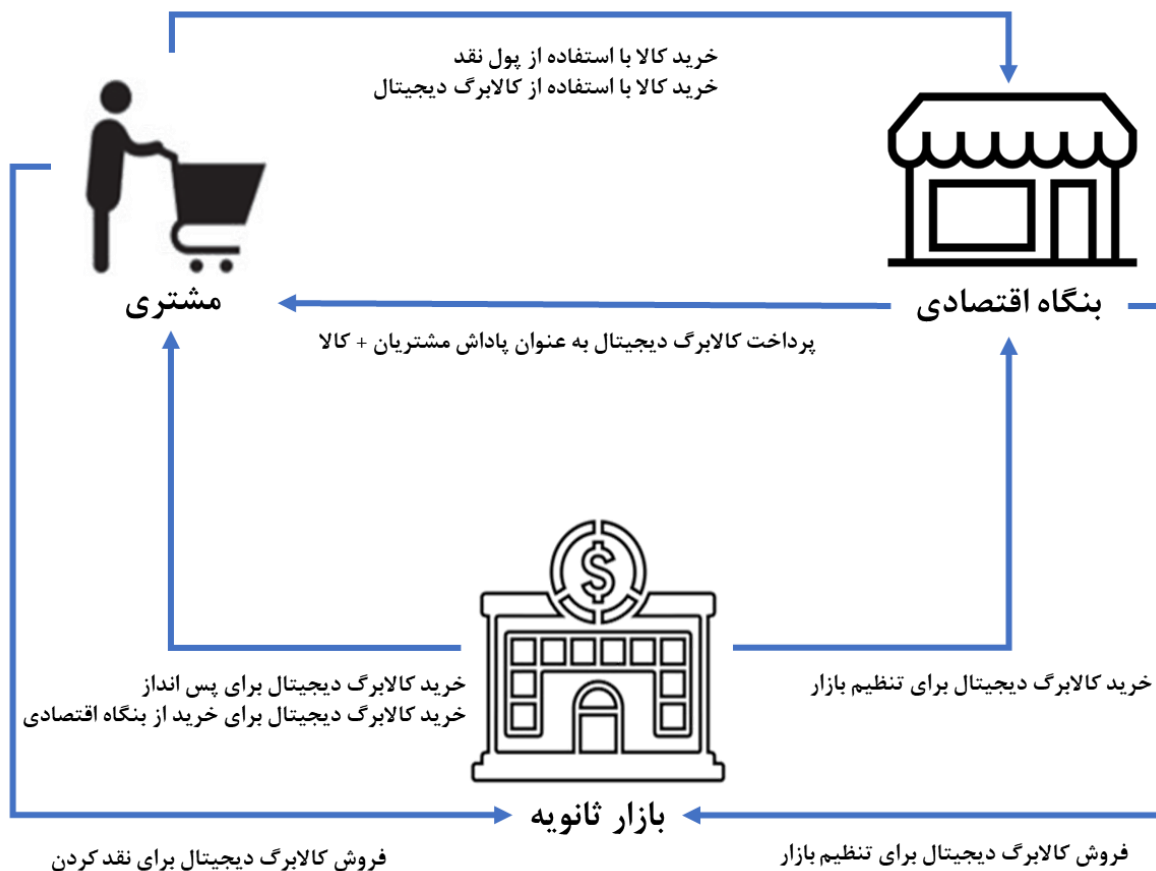 خرید کالا با استفاده از پول نقد
خرید کالا با استفاده از کالابرگ دیجیتال
بنگاه اقتصادی
مشتری
پرداخت کالابرگ دیجیتال به عنوان پاداش مشتریان + کالا
خرید کالابرگ دیجیتال برای تنظیم بازار
خرید کالابرگ دیجیتال برای پس انداز
خرید کالابرگ دیجیتال برای خرید از بنگاه اقتصادی
$
بازار ثانویه
فروش کالابرگ دیجیتال برای تنظیم بازار
فروش کالابرگ دیجیتال برای نقد کردن